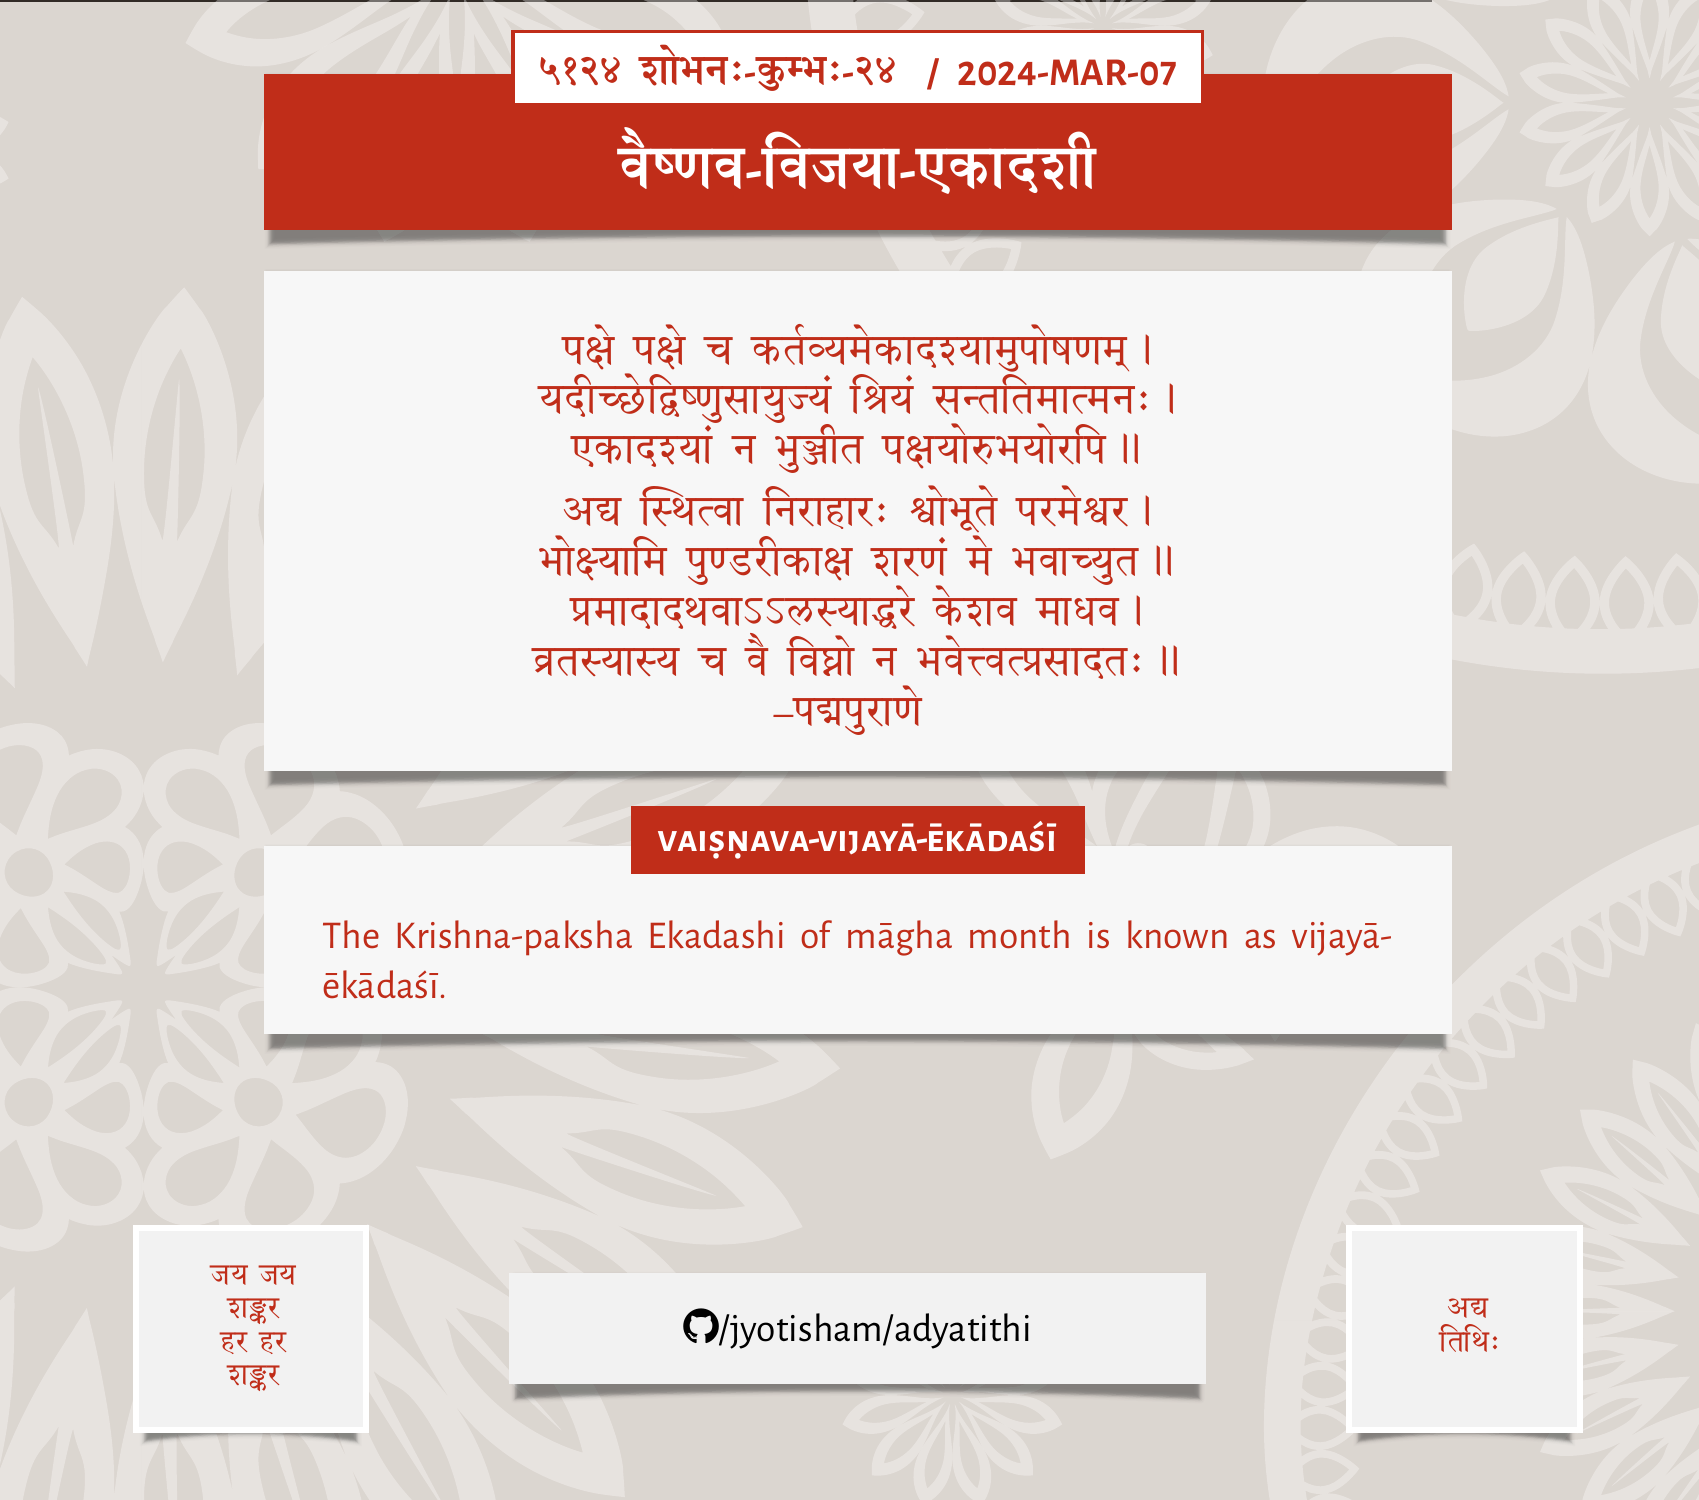 ५१२४ शोभनः-कुम्भः-२४ / 2024-MAR-07
वैष्णव-विजया-एकादशी
पक्षे पक्षे च कर्तव्यमेकादश्यामुपोषणम् ।
यदीच्छेद्विष्णुसायुज्यं श्रियं सन्ततिमात्मनः ।
एकादश्यां न भुञ्जीत पक्षयोरुभयोरपि ॥
अद्य स्थित्वा निराहारः श्वोभूते परमेश्वर ।
भोक्ष्यामि पुण्डरीकाक्ष शरणं मे भवाच्युत ॥
प्रमादादथवाऽऽलस्याद्धरे केशव माधव ।
व्रतस्यास्य च वै विघ्नो न भवेत्त्वत्प्रसादतः ॥
–पद्मपुराणे
VAIṢṆAVA-VIJAYĀ-ĒKĀDAŚĪ
The Krishna-paksha Ekadashi of māgha month is known as vijayā-
ēkādaśī.
जय जय
शङ्कर
हर हर
शङ्कर
/jyotisham/adyatithi
अद्य
तिथिः